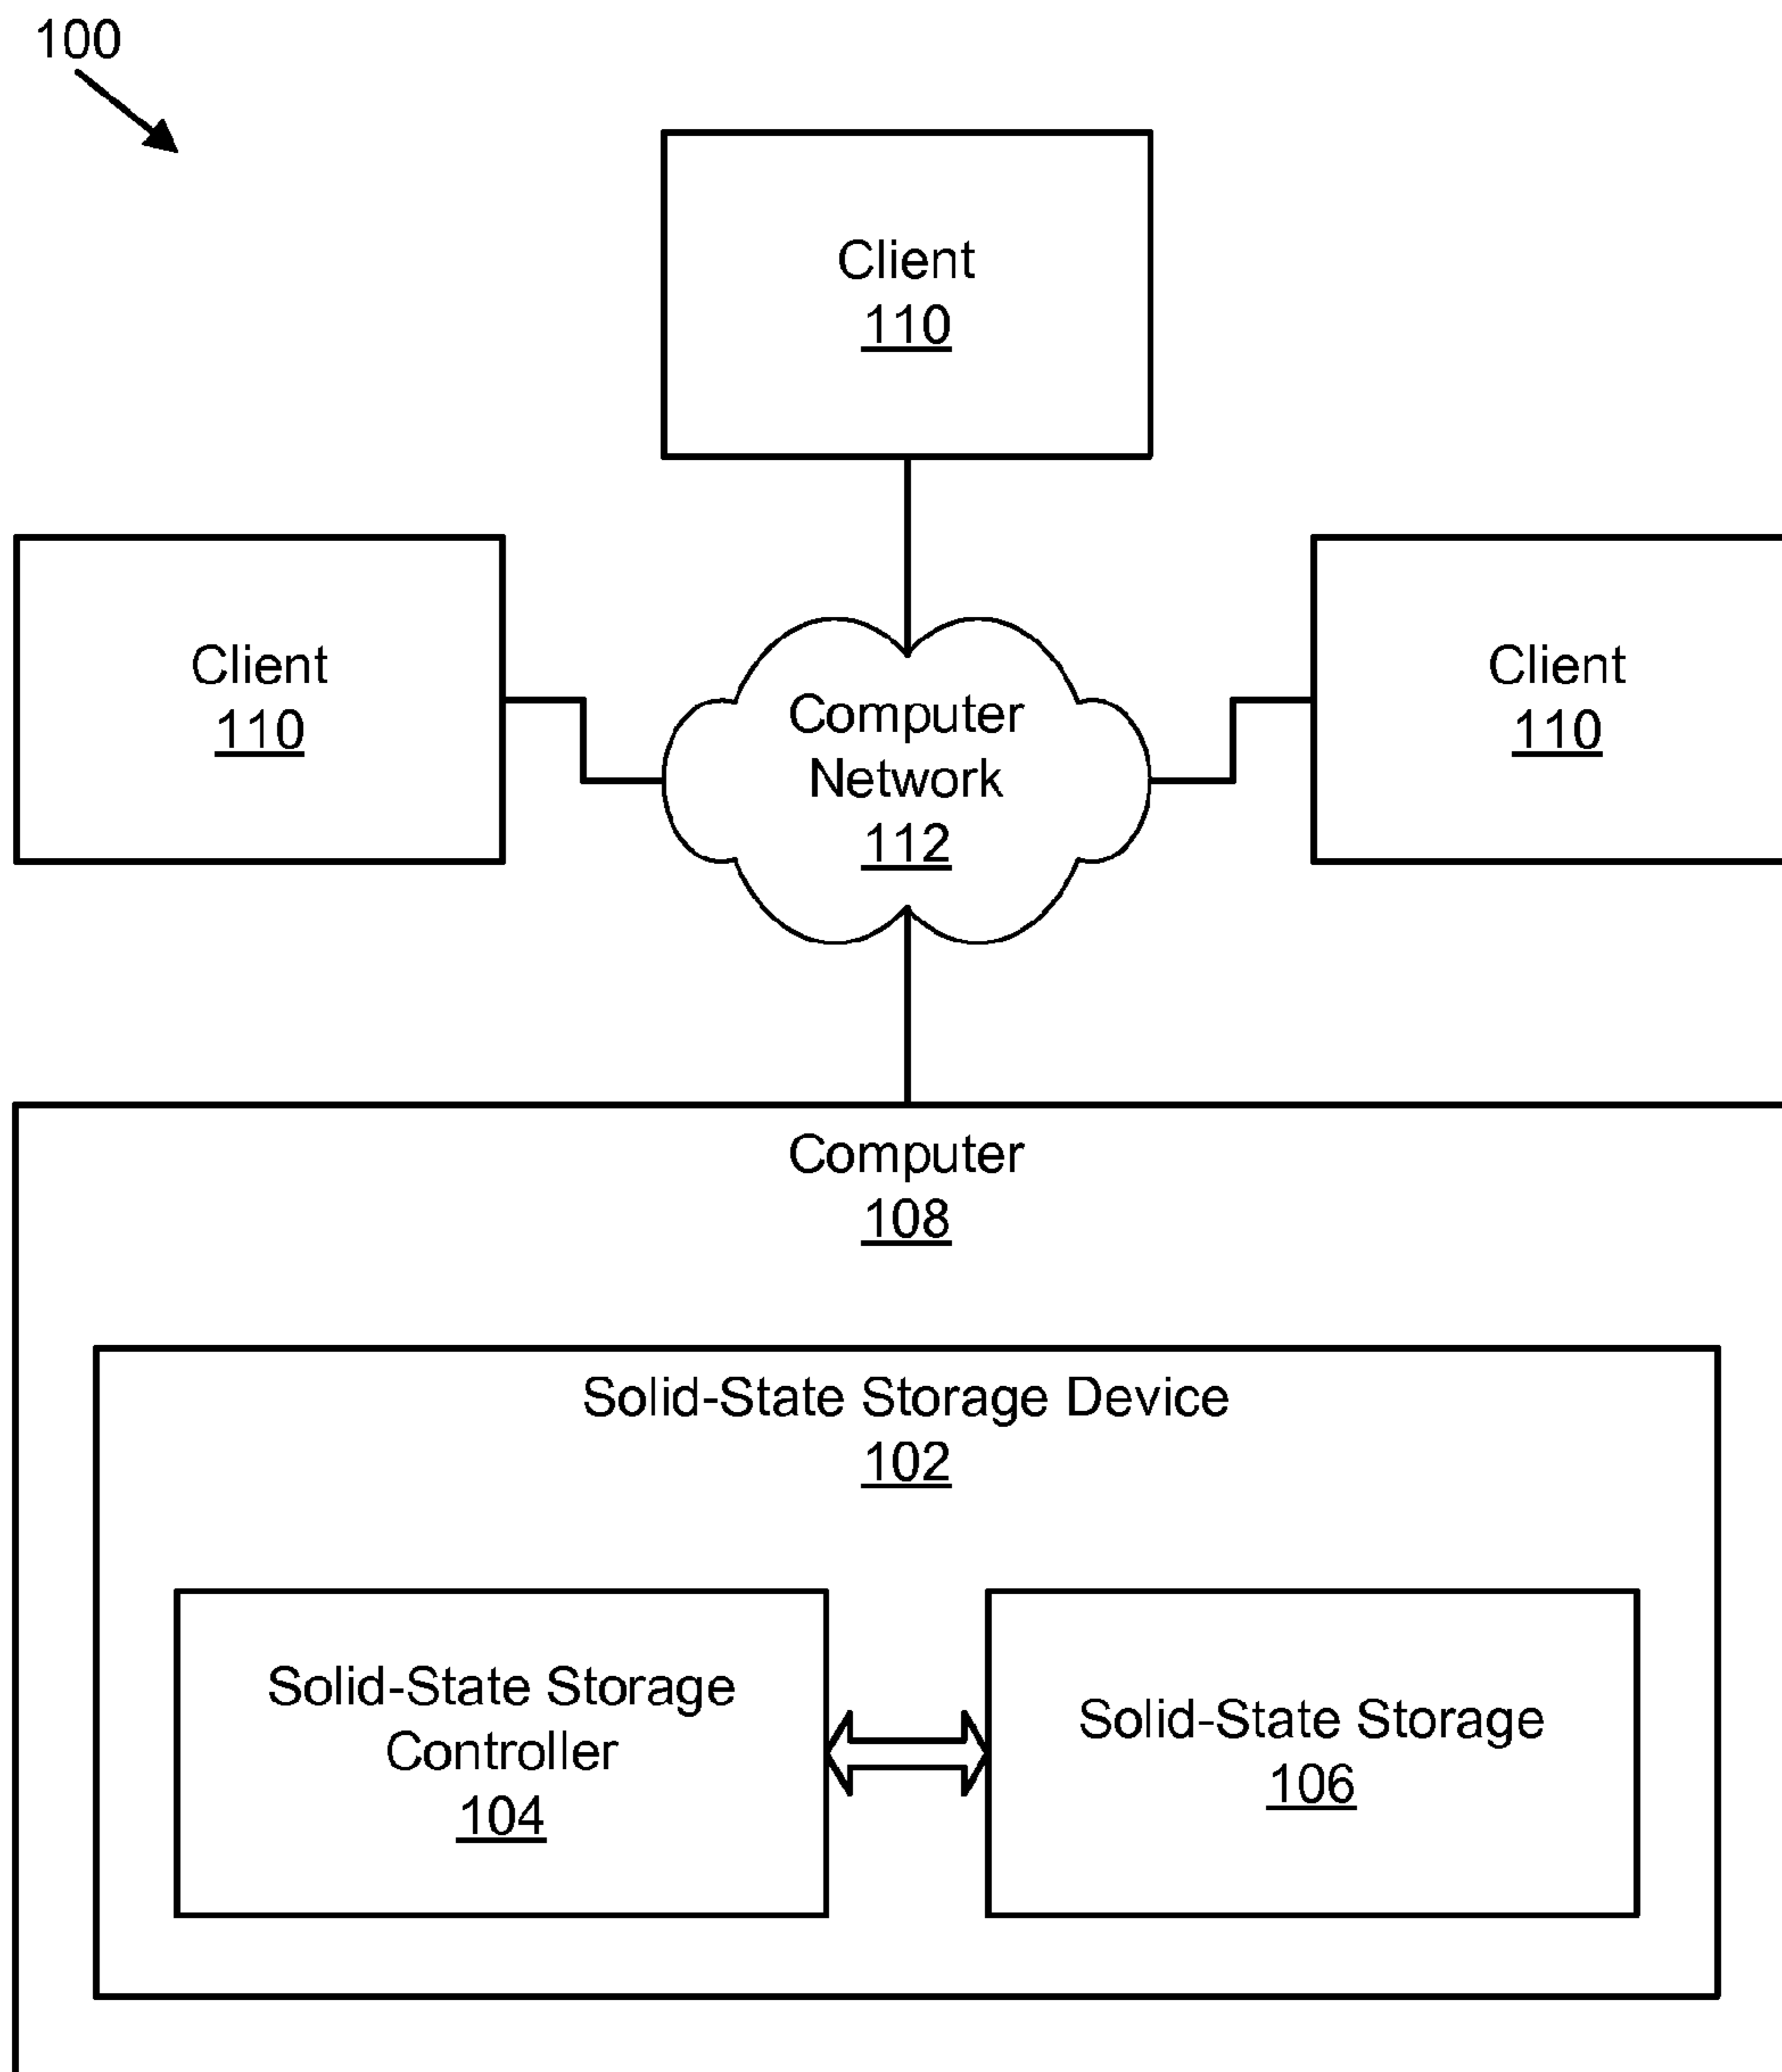 100
Client
110
Client
110
Client
110
Computer
Network
112
Computer
108
Solid-State Storage Device
102
Solid-State Storage
Controller
104
Solid-State Storage
106